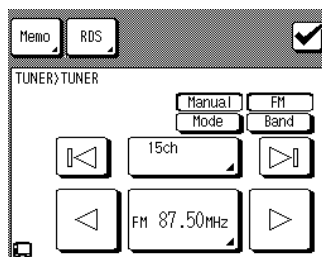 Memo RDS
TUNER>TUNER
Manual FM
Mode Band
15ch
FM 87.50MHz